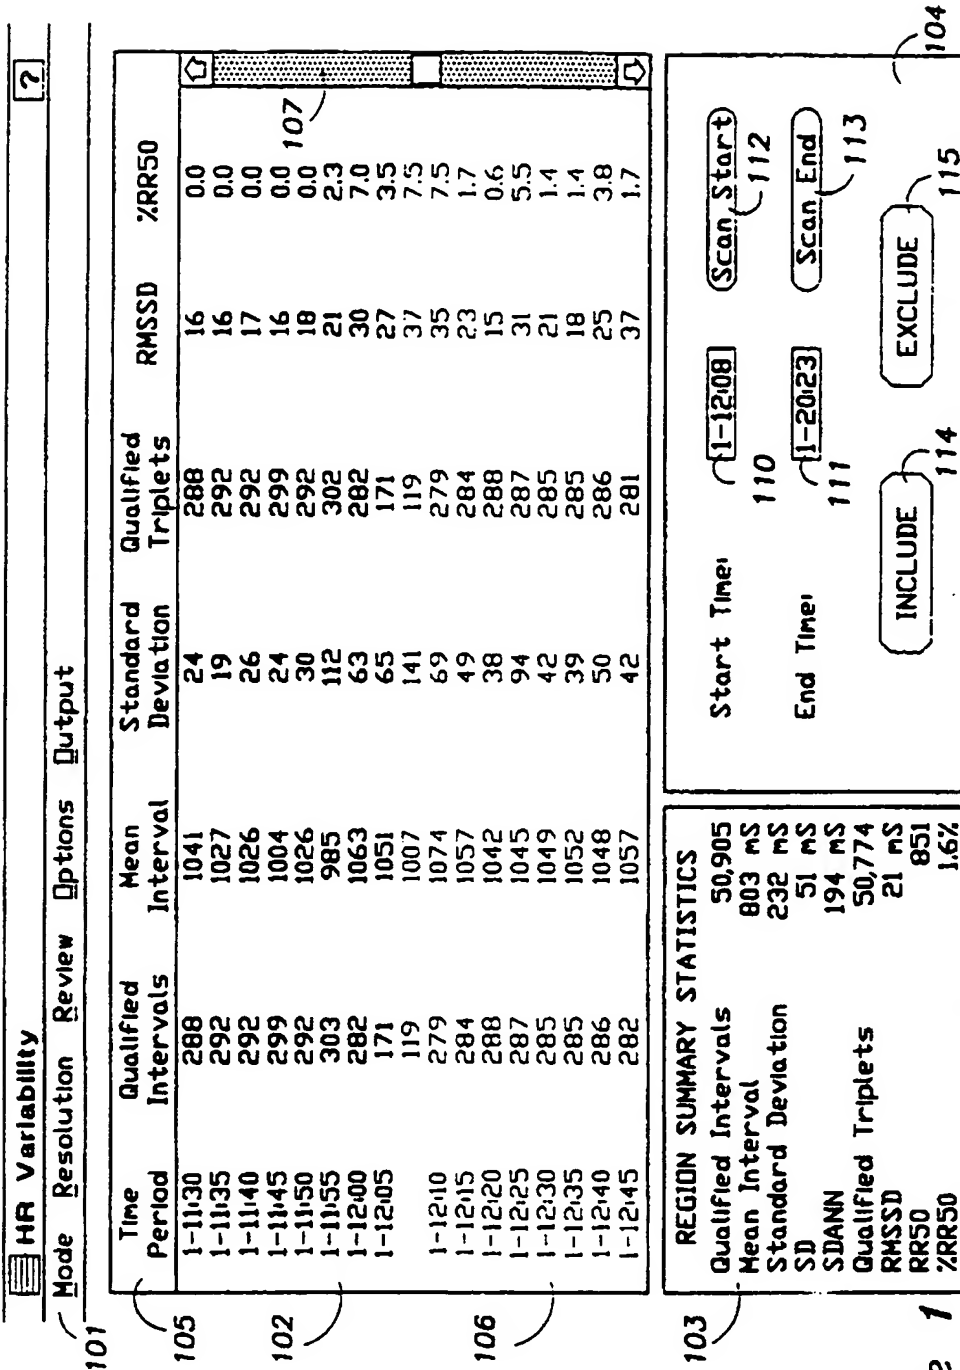 HR Variability ?
101 Mode Resolution Review Options Output
Time Qualified Mean Standard Qualified RMSSD %RR50
Period Intervals Interval Deviation Triplets
105
1-11:30 288 1041 24 288 16 0.0
1-11:35 292 1027 19 292 16 0.0
1-11:40 292 1026 26 292 17 0.0
1-11:45 299 1004 24 299 16 0.0
1-11:50 292 1026 30 292 18 0.0
102 107
1-11:55 303 985 112 302 21 2.3
1-12:00 282 1063 63 282 30 7.0
1-12:05 171 1051 65 171 27 3.5
119 1007 141 119 37 7.5
1-12:10 279 1074 69 279 35 7.5
1-12:15 284 1057 49 284 23 1.7
1-12:20 288 1042 38 288 15 0.6
106
1-12:25 287 1045 94 287 31 5.5
1-12:30 285 1049 42 285 21 1.4
1-12:35 285 1052 39 285 18 1.4
1-12:40 286 1048 50 286 25 3.8
1-12:45 282 1057 42 281 37 1.7
103
REGION SUMMARY STATISTICS
Qualified Intervals 50,905
Mean Interval 803 mS
Standard Deviation 232 mS
SD 51 mS
SDANN 194 mS
Qualified Triplets 50,774
RMSSD 21 mS
RR50 851
%RR50 1.6%
Start Time: 1-12:08 Scan Start
110 112
End Time: 1-20:23 Scan End
111 113
INCLUDE EXCLUDE
114 115
104